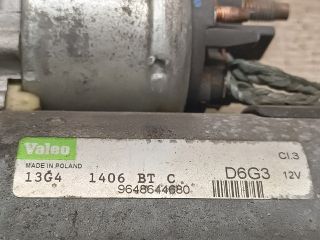 Valeo
MADE IN POLAND
Cl.3
13G4 1406 BT C. D6G3 12V
9648644680